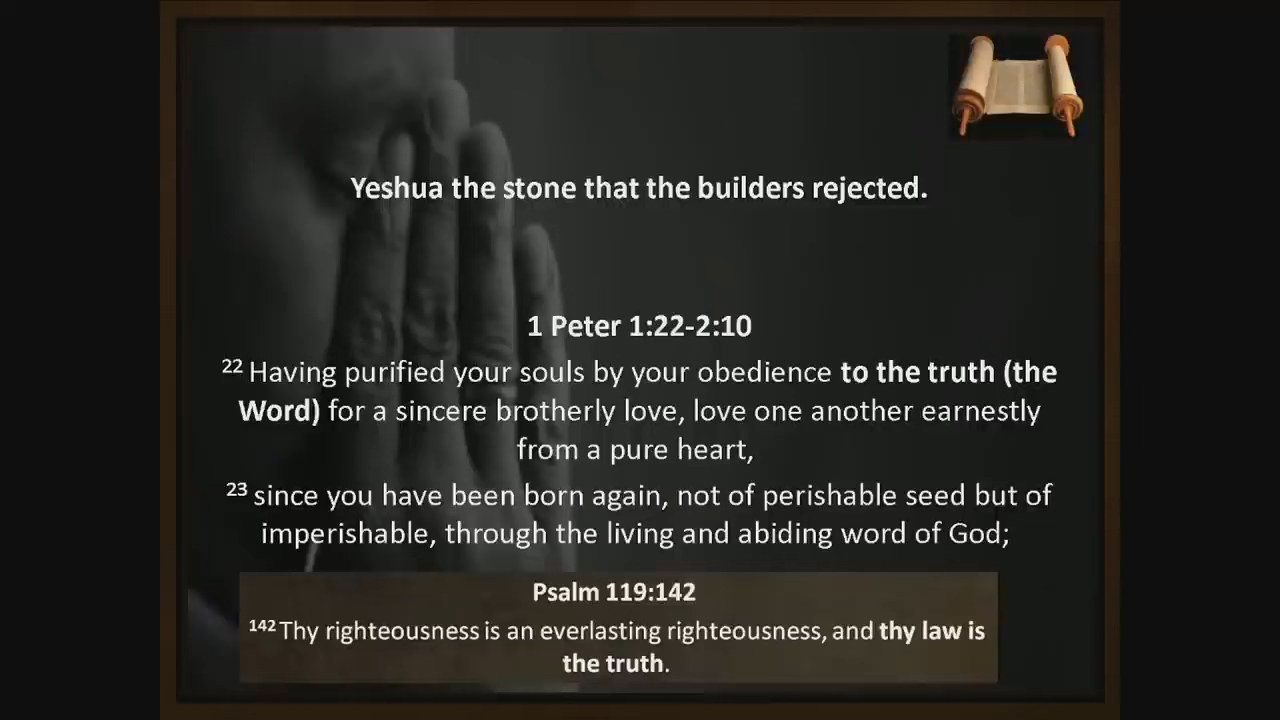 Yeshua the stone that the builders rejected.
1 Peter 1:22-2:10
22 Having purified your souls by your obedience to the truth (the
Word) for a sincere brotherly love, love one another earnestly
from a pure heart,
23 since you have been born again, not of perishable seed but of
imperishable, through the living and abiding word of God;
Psalm 119:142
142 Thy righteousness is an everlasting righteousness, and thy law is
the truth.